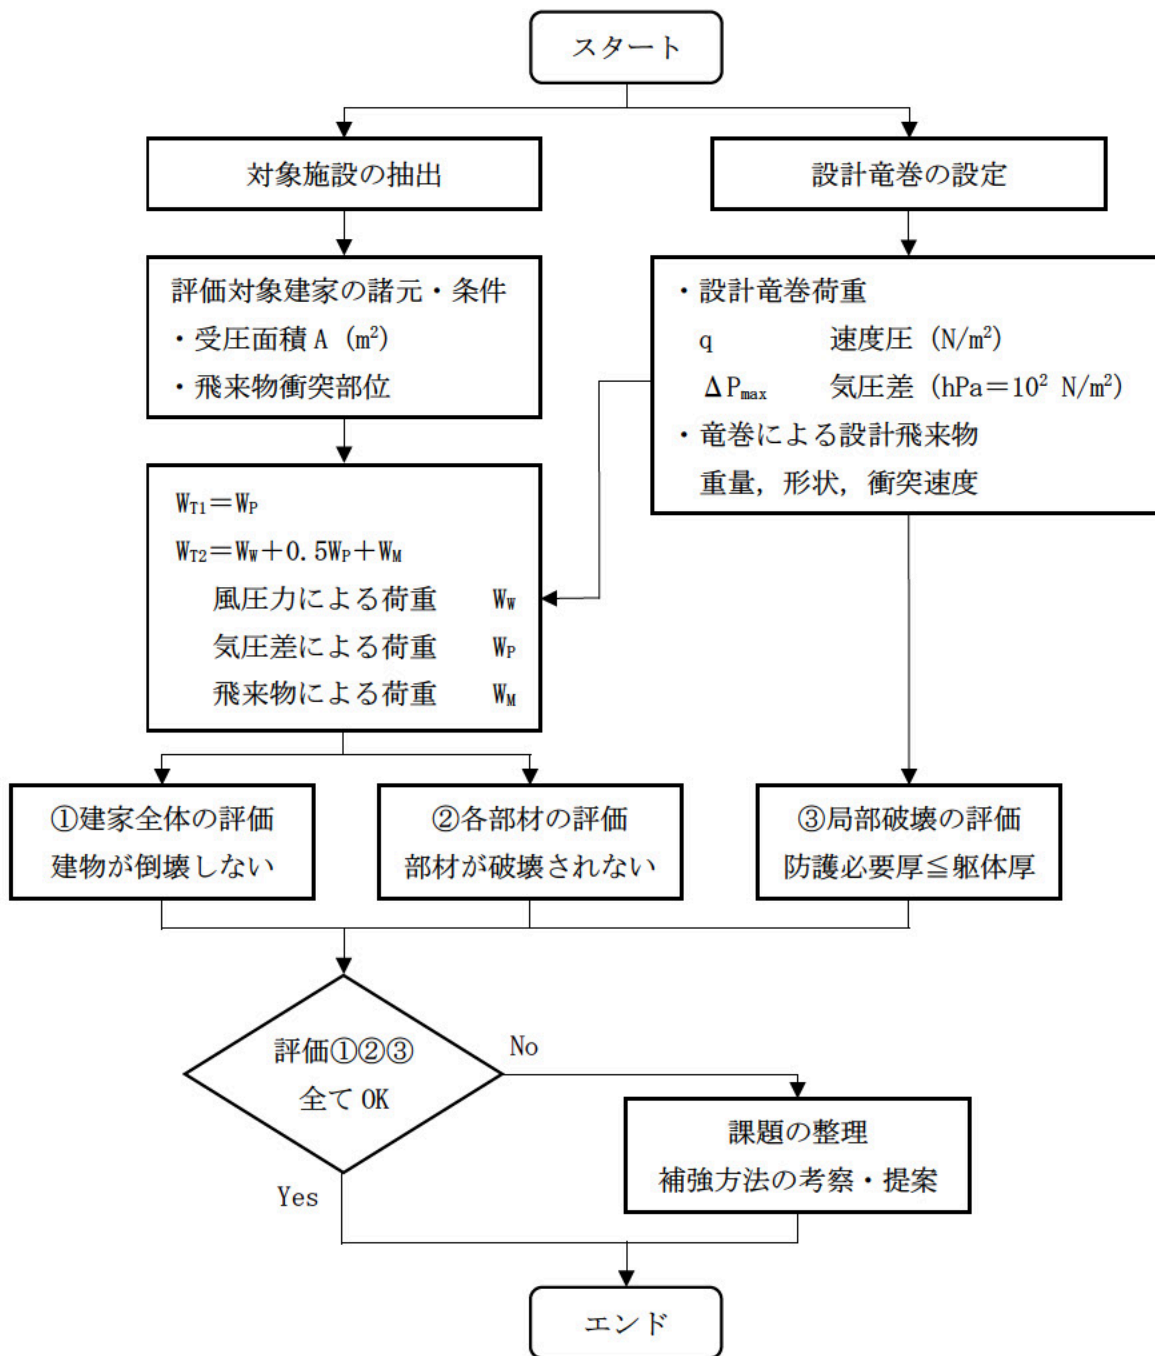 スタート
対象施設の抽出
設計竜巻の設定
評価対象建家の諸元・条件
・受圧面積 A (m²)
・飛来物衝突部位
・設計竜巻荷重
q 速度圧 (N/m²)
ΔPmax 気圧差 (hPa=10² N/m²)
・竜巻による設計飛来物
重量, 形状, 衝突速度
WT1=WP
WT2=WW+0.5WP+WM
風圧力による荷重 WW
気圧差による荷重 WP
飛来物による荷重 WM
①建家全体の評価
建物が倒壊しない
②各部材の評価
部材が破壊されない
③局部破壊の評価
防護必要厚≦躯体厚
評価①②③
全て OK
No
Yes
課題の整理
補強方法の考察・提案
エンド